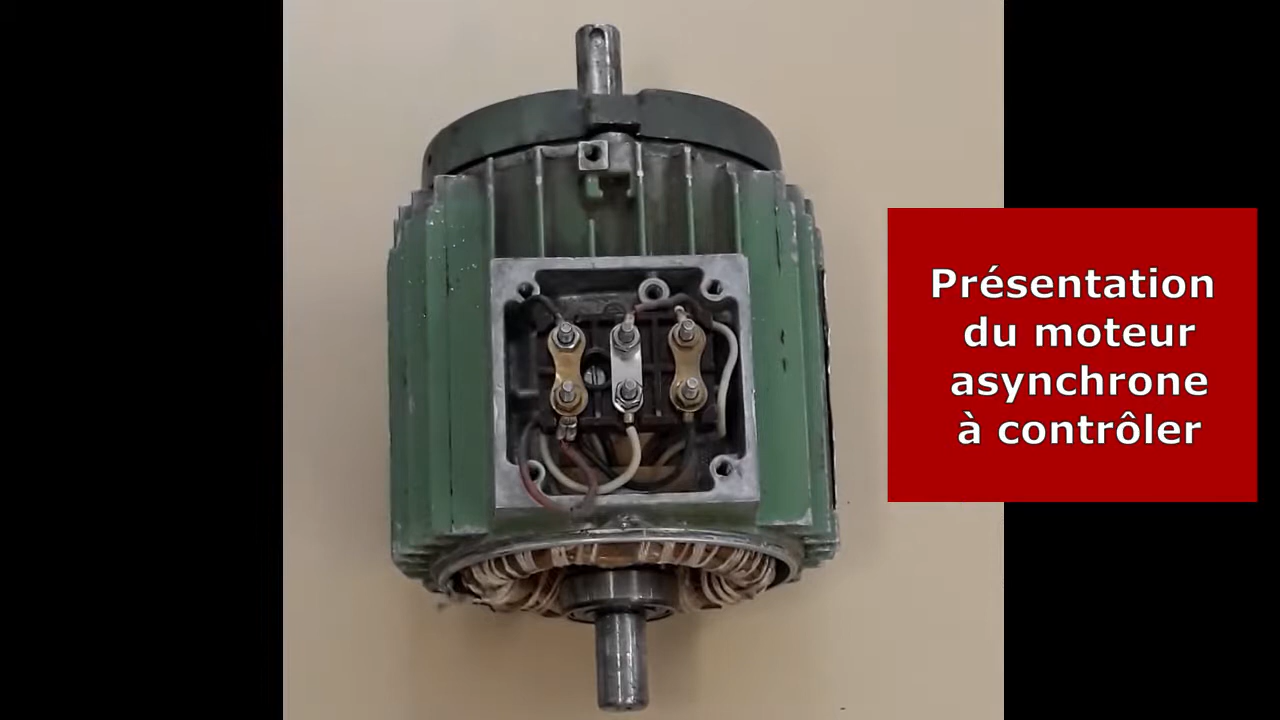 Présentation
du moteur
asynchrone
à contrôler